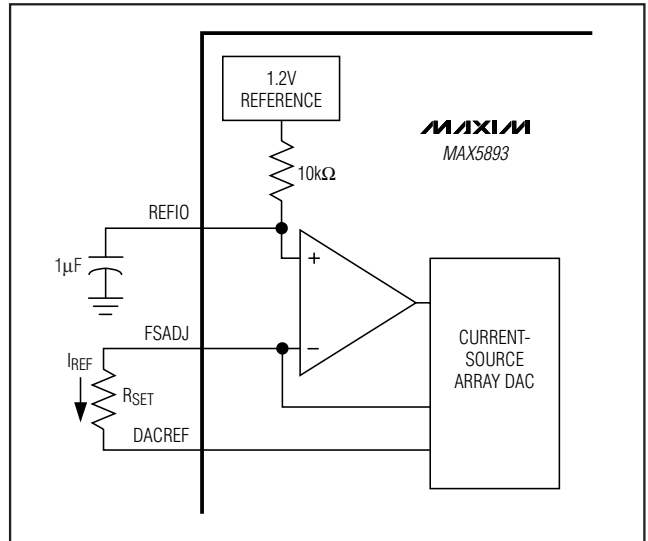 1.2V
REFERENCE
MAXIM
MAX5893
10kΩ
REFIO
1μF
+
FSADJ
−
CURRENT-
SOURCE
ARRAY DAC
IREF
RSET
DACREF